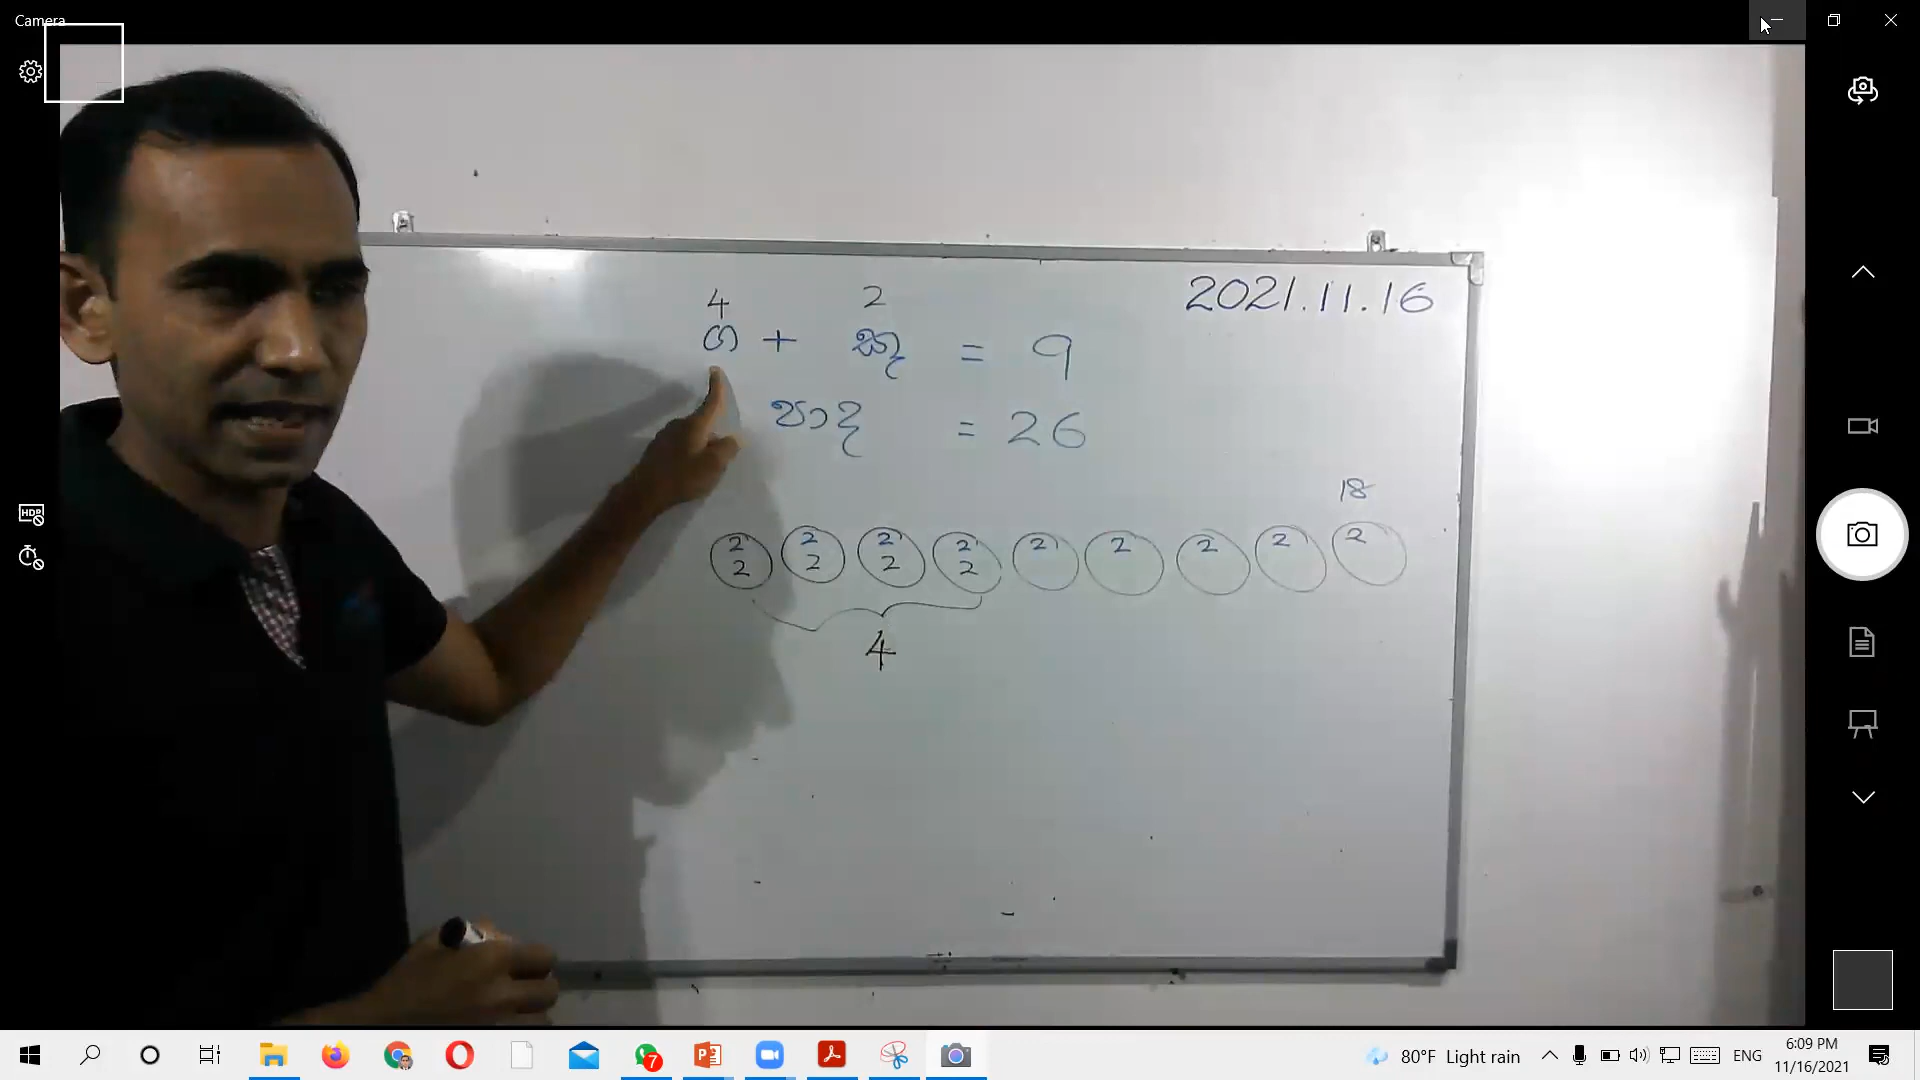 Camera
2021.11.16
4 2
ග + කු = 9
පාද = 26
18
2 2 2 2 2 2 2 2 2
2 2 2 2
4
7
80°F Light rain
ENG
6:09 PM
11/16/2021